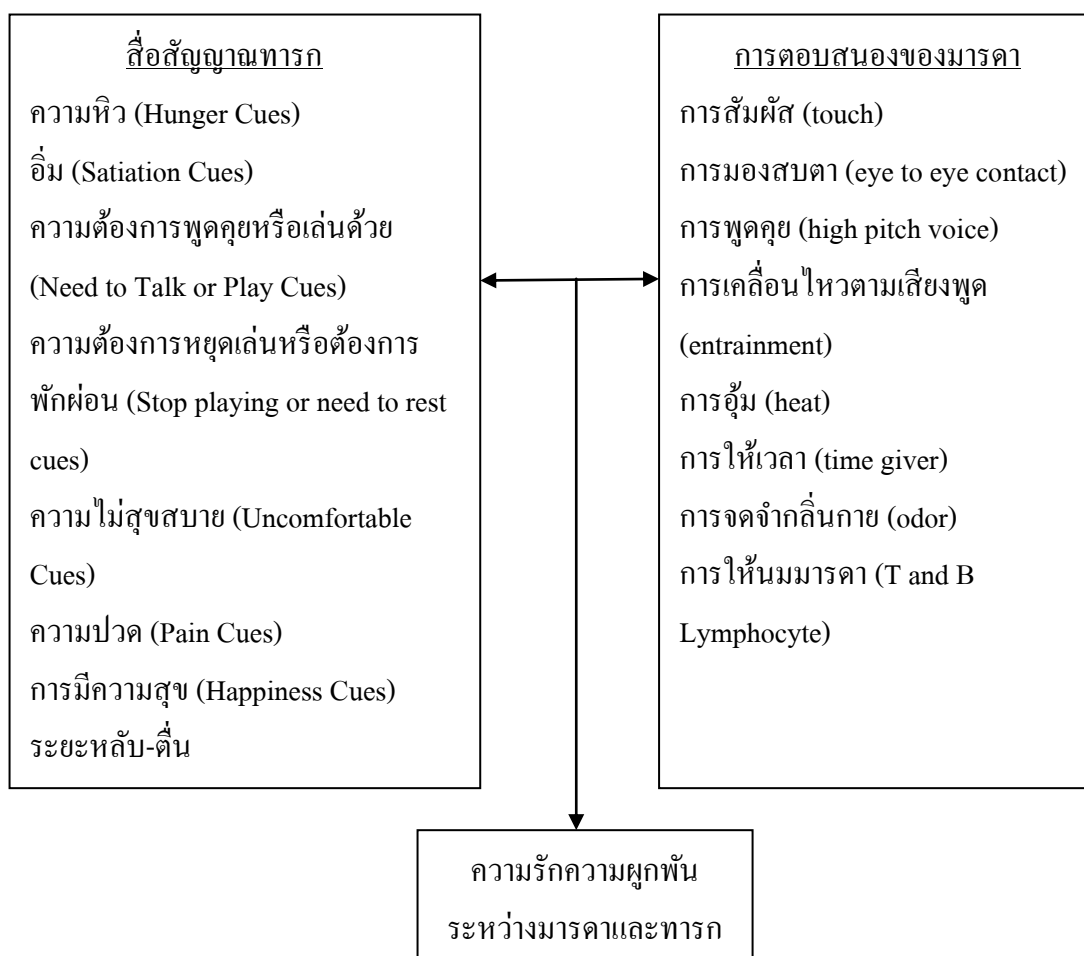 สื่อสัญญาณทารก
ความหิว (Hunger Cues)
อิ่ม (Satiation Cues)
ความต้องการพูดคุยหรือเล่นด้วย
(Need to Talk or Play Cues)
ความต้องการหยุดเล่นหรือต้องการ
พักผ่อน (Stop playing or need to rest
cues)
ความไม่สุขสบาย (Uncomfortable
Cues)
ความปวด (Pain Cues)
การมีความสุข (Happiness Cues)
ระยะหลับ-ตื่น
การตอบสนองของมารดา
การสัมผัส (touch)
การมองสบตา (eye to eye contact)
การพูดคุย (high pitch voice)
การเคลื่อนไหวตามเสียงพูด
(entrainment)
การอุ้ม (heat)
การให้เวลา (time giver)
การจดจำกลิ่นกาย (odor)
การให้นมมารดา (T and B
Lymphocyte)
ความรักความผูกพัน
ระหว่างมารดาและทารก